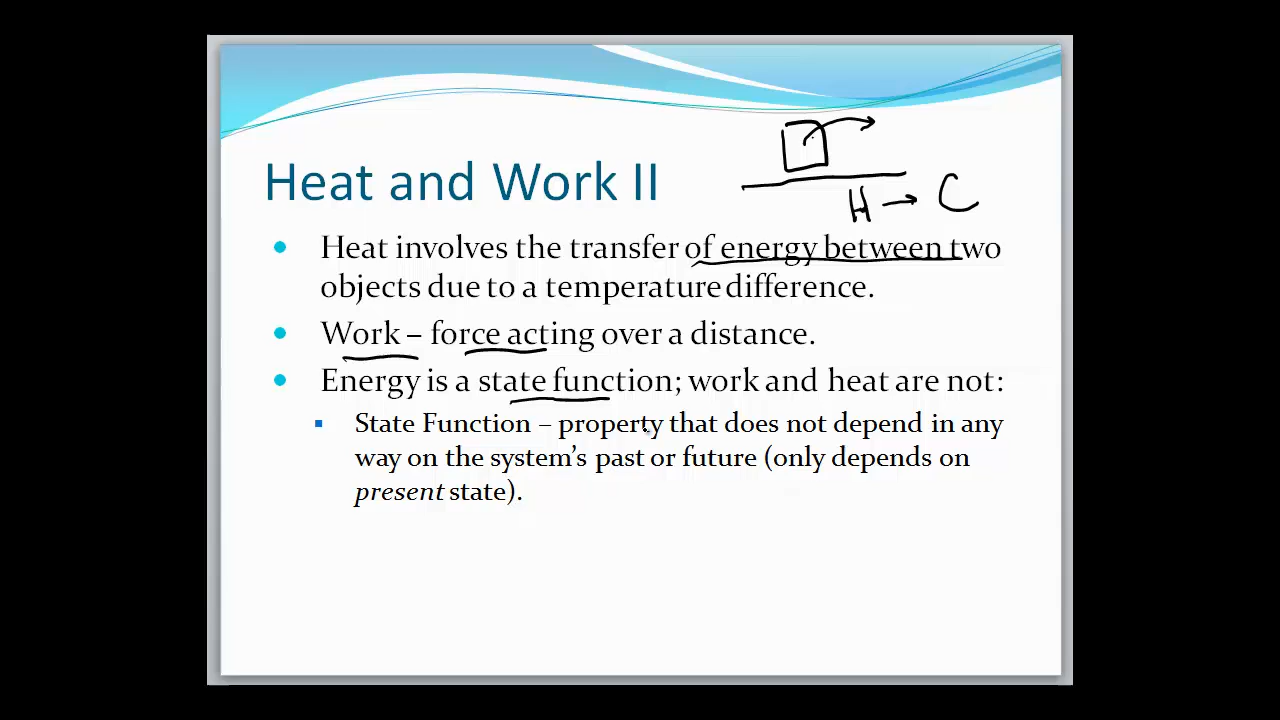 H → C
Heat and Work II
Heat involves the transfer of energy between two
objects due to a temperature difference.
Work – force acting over a distance.
Energy is a state function; work and heat are not:
State Function – property that does not depend in any
way on the system's past or future (only depends on
present state).